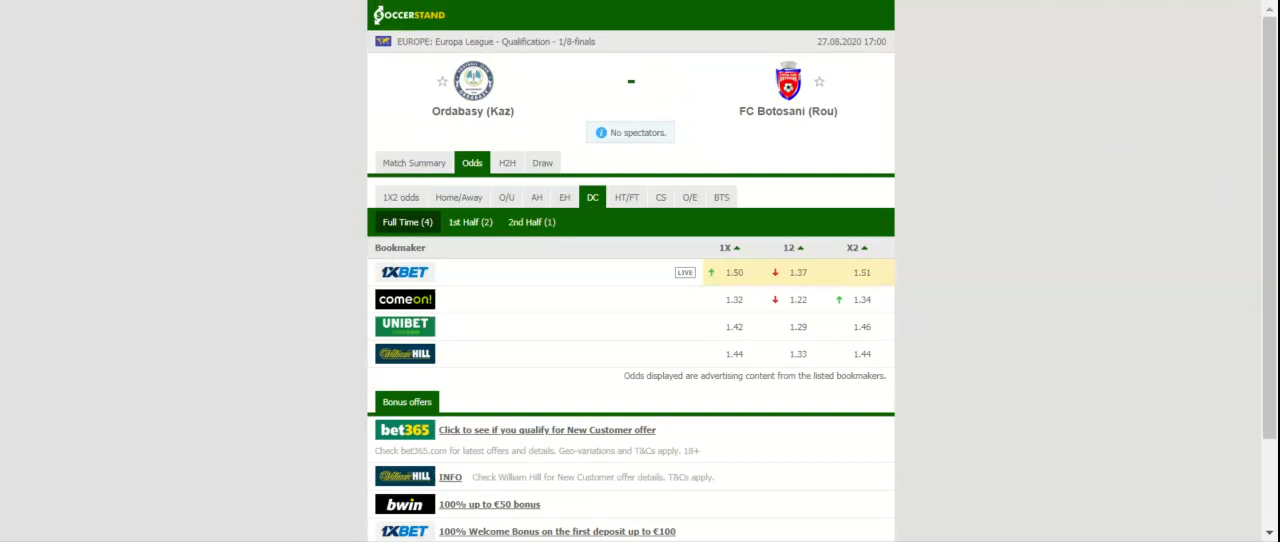 SOCCERSTAND
EUROPE: Europa League - Qualification - 1/8-finals 27.08.2020 17:00
Ordabasy (Kaz) - FC Botosani (Rou)
No spectators.
Match Summary Odds H2H Draw
1X2 odds Home/Away O/U AH EH DC HT/FT CS O/E BTS
Full Time (4) 1st Half (2) 2nd Half (1)
Bookmaker 1X 12 X2
1XBET LIVE 1.50 1.37 1.51
comeon! 1.32 1.22 1.34
UNIBET 1.42 1.29 1.46
William HILL 1.44 1.33 1.44
Odds displayed are advertising content from the listed bookmakers.
Bonus offers
bet365 Click to see if you qualify for New Customer offer
Check bet365.com for latest offers and details. Geo-variations and T&Cs apply. 18+
William HILL INFO Check William Hill for New Customer offer details. T&Cs apply.
bwin 100% up to €50 bonus
1XBET 100% Welcome Bonus on the first deposit up to €100